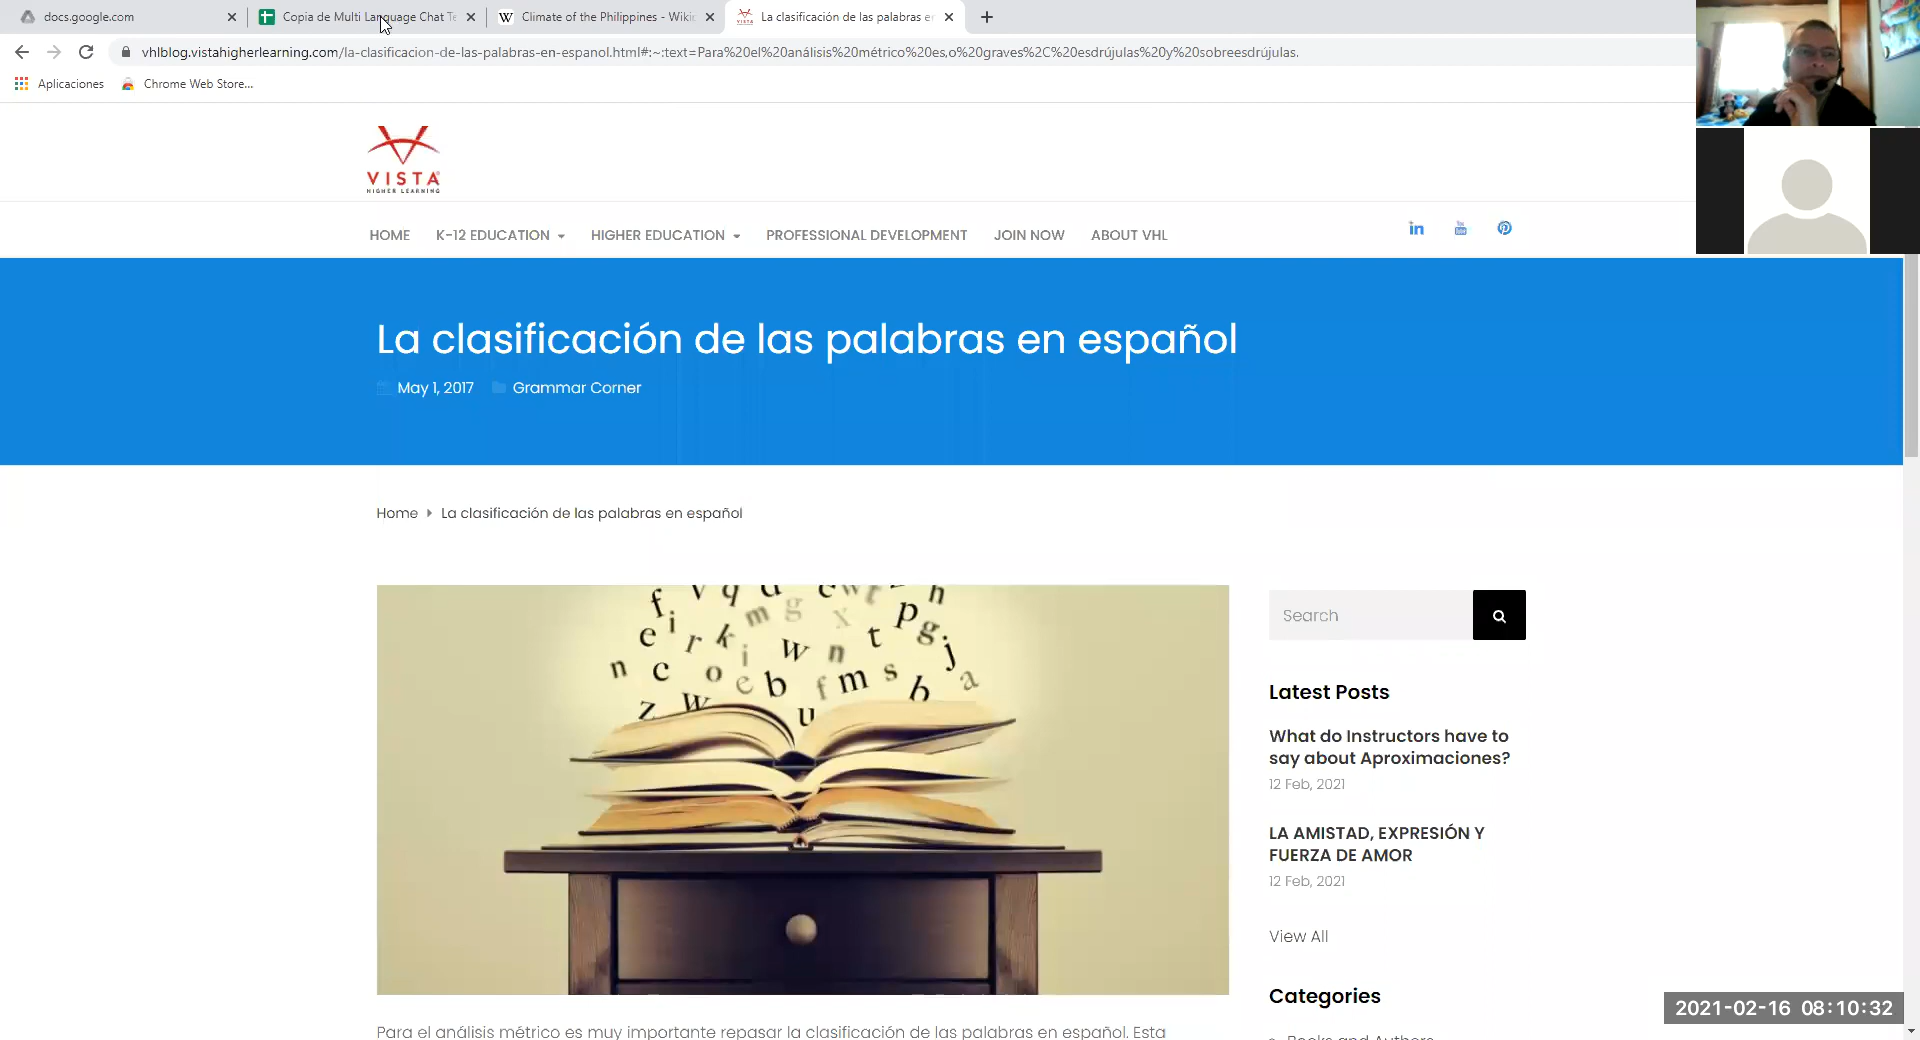 docs.google.com
Copia de Multi Language Chat Te
Climate of the Philippines - Wiki
La clasificación de las palabras en
vhlblog.vistahigherlearning.com/la-clasificacion-de-las-palabras-en-espanol.html#:~:text=Para%20el%20análisis%20métrico%20es,o%20graves%2C%20esdrújulas%20y%20sobreesdrújulas.
Aplicaciones
Chrome Web Store...
VISTA
HIGHER LEARNING
HOME
K-12 EDUCATION
HIGHER EDUCATION
PROFESSIONAL DEVELOPMENT
JOIN NOW
ABOUT VHL
La clasificación de las palabras en español
May 1, 2017
Grammar Corner
Home
La clasificación de las palabras en español
Search
Latest Posts
What do Instructors have to
say about Aproximaciones?
12 Feb, 2021
LA AMISTAD, EXPRESIÓN Y
FUERZA DE AMOR
12 Feb, 2021
View All
Categories
Books and Authors
Para el análisis métrico es muy importante repasar la clasificación de las palabras en español. Esta
2021-02-16 08:10:32